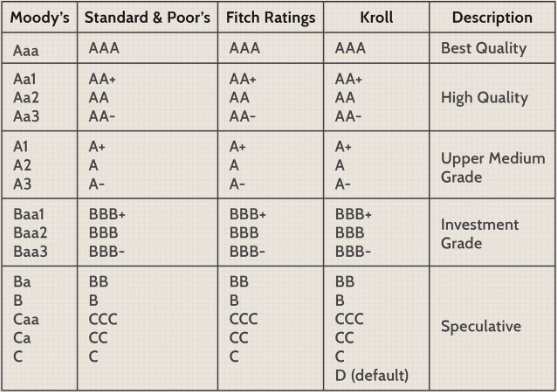 Moody's Standard & Poor's Fitch Ratings Kroll Description
Aaa AAA AAA AAA Best Quality
Aa1 AA+ AA+ AA+
Aa2 AA AA AA High Quality
Aa3 AA- AA- AA-
A1 A+ A+ A+
A2 A A A Upper Medium
A3 A- A- A- Grade
Baa1 BBB+ BBB+ BBB+ Investment
Baa2 BBB BBB BBB Grade
Baa3 BBB- BBB- BBB-
Ba BB BB BB
B B B B
Caa CCC CCC CCC Speculative
Ca CC CC CC
C C C C
D (default)